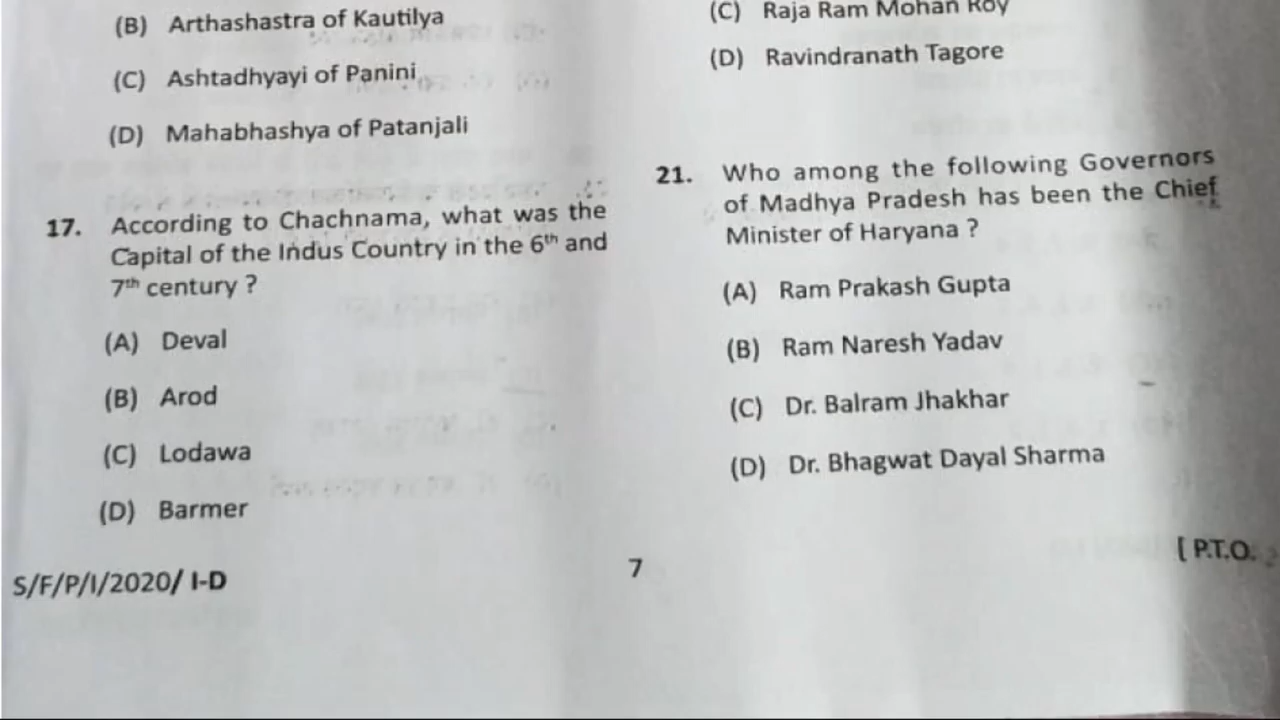 (B) Arthashastra of Kautilya
(C) Ashtadhyayi of Panini
(D) Mahabhashya of Patanjali
17. According to Chachnama, what was the
Capital of the Indus Country in the 6th and
7th century ?
(A) Deval
(B) Arod
(C) Lodawa
(D) Barmer
S/F/P/I/2020/ I-D
(C) Raja Ram Mohan Roy
(D) Ravindranath Tagore
21. Who among the following Governors
of Madhya Pradesh has been the Chief
Minister of Haryana ?
(A) Ram Prakash Gupta
(B) Ram Naresh Yadav
(C) Dr. Balram Jhakhar
(D) Dr. Bhagwat Dayal Sharma
7
[ P.T.O.